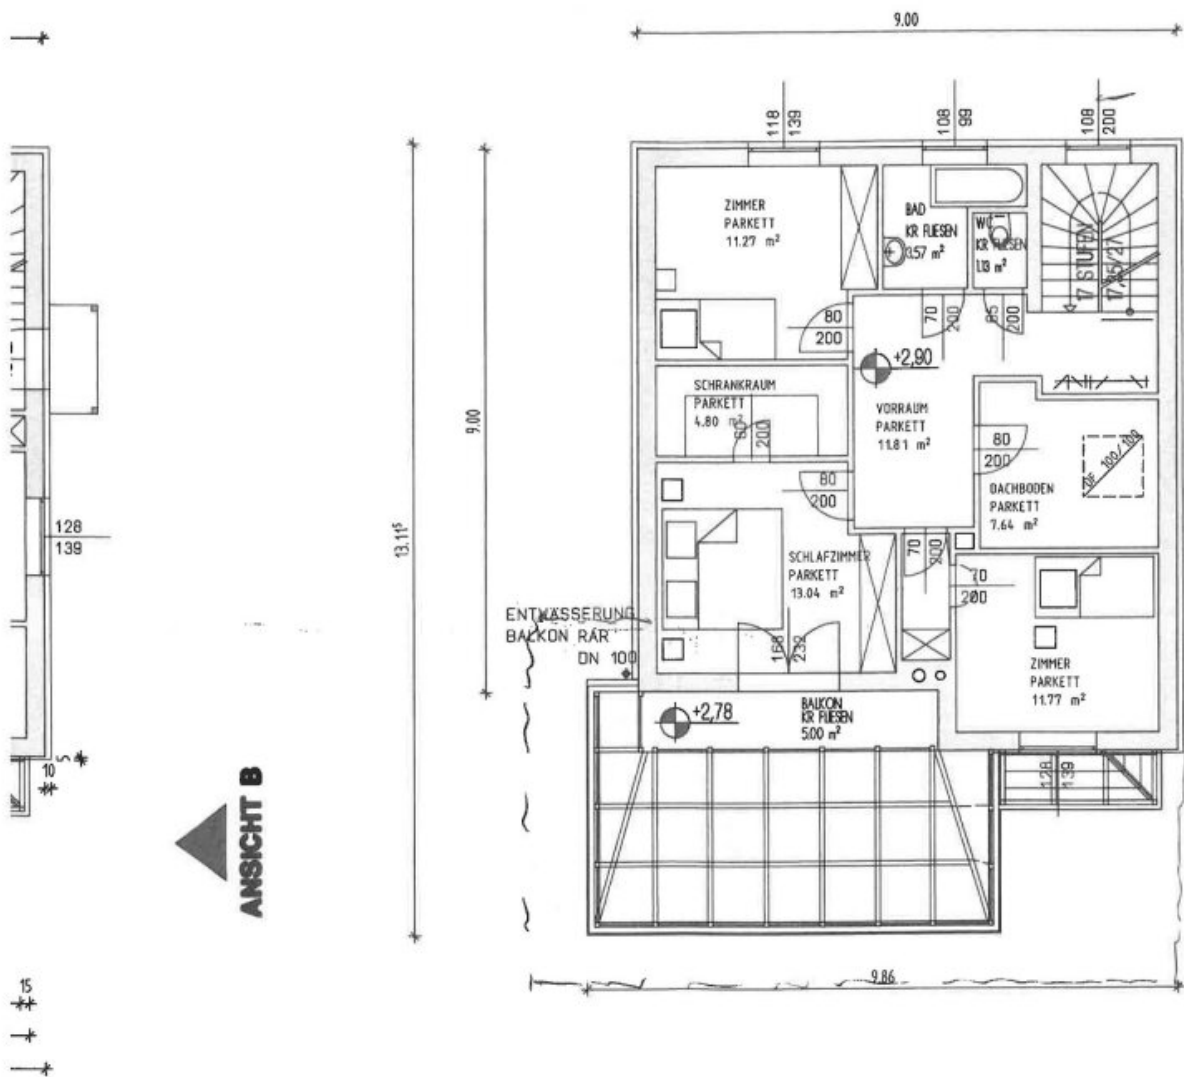 9.00
118
139
108
99
108
200
ZIMMER
PARKETT
11.27 m²
BAD
KR FLIESEN
3.57 m²
WC
KR FLIESEN
1.13 m²
17 STUFEN
17,35/27
80
200
70
200
65
200
+2,90
SCHRANKRAUM
PARKETT
4.80 m²
60
200
VORRAUM
PARKETT
11.81 m²
9.00
13.11⁵
80
200
80
200
DF 100/100
DACHBODEN
PARKETT
7.64 m²
128
139
SCHLAFZIMMER
PARKETT
13.04 m²
70
200
70
200
ENTWÄSSERUNG
BALKON RAR
DN 100
168
232
ZIMMER
PARKETT
11.77 m²
+2,78
BALKON
KR FLIESEN
5.00 m²
128
139
10
5
ANSICHT B
9.86
15